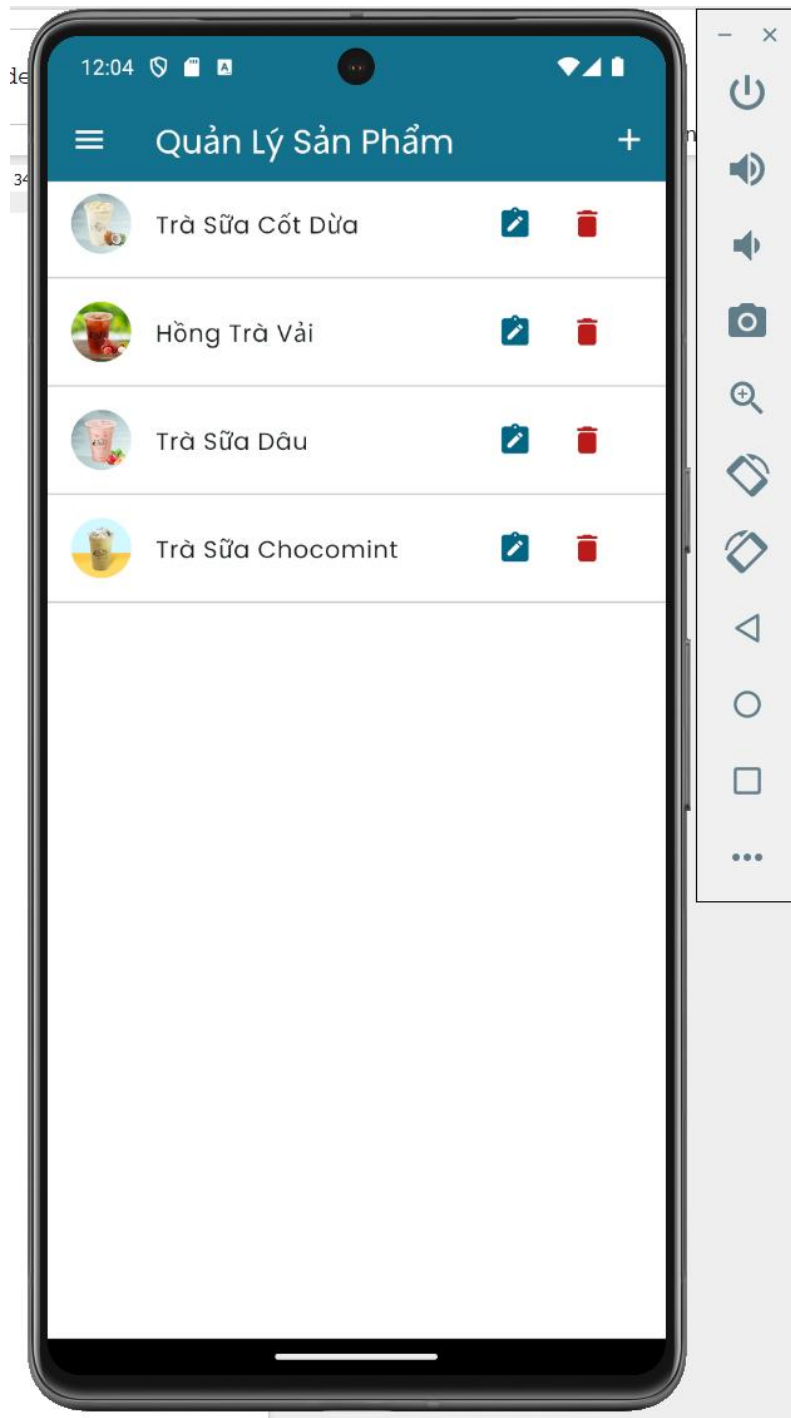 12:04
Quản Lý Sản Phẩm
Trà Sữa Cốt Dừa
Hồng Trà Vải
Trà Sữa Dâu
Trà Sữa Chocomint
34